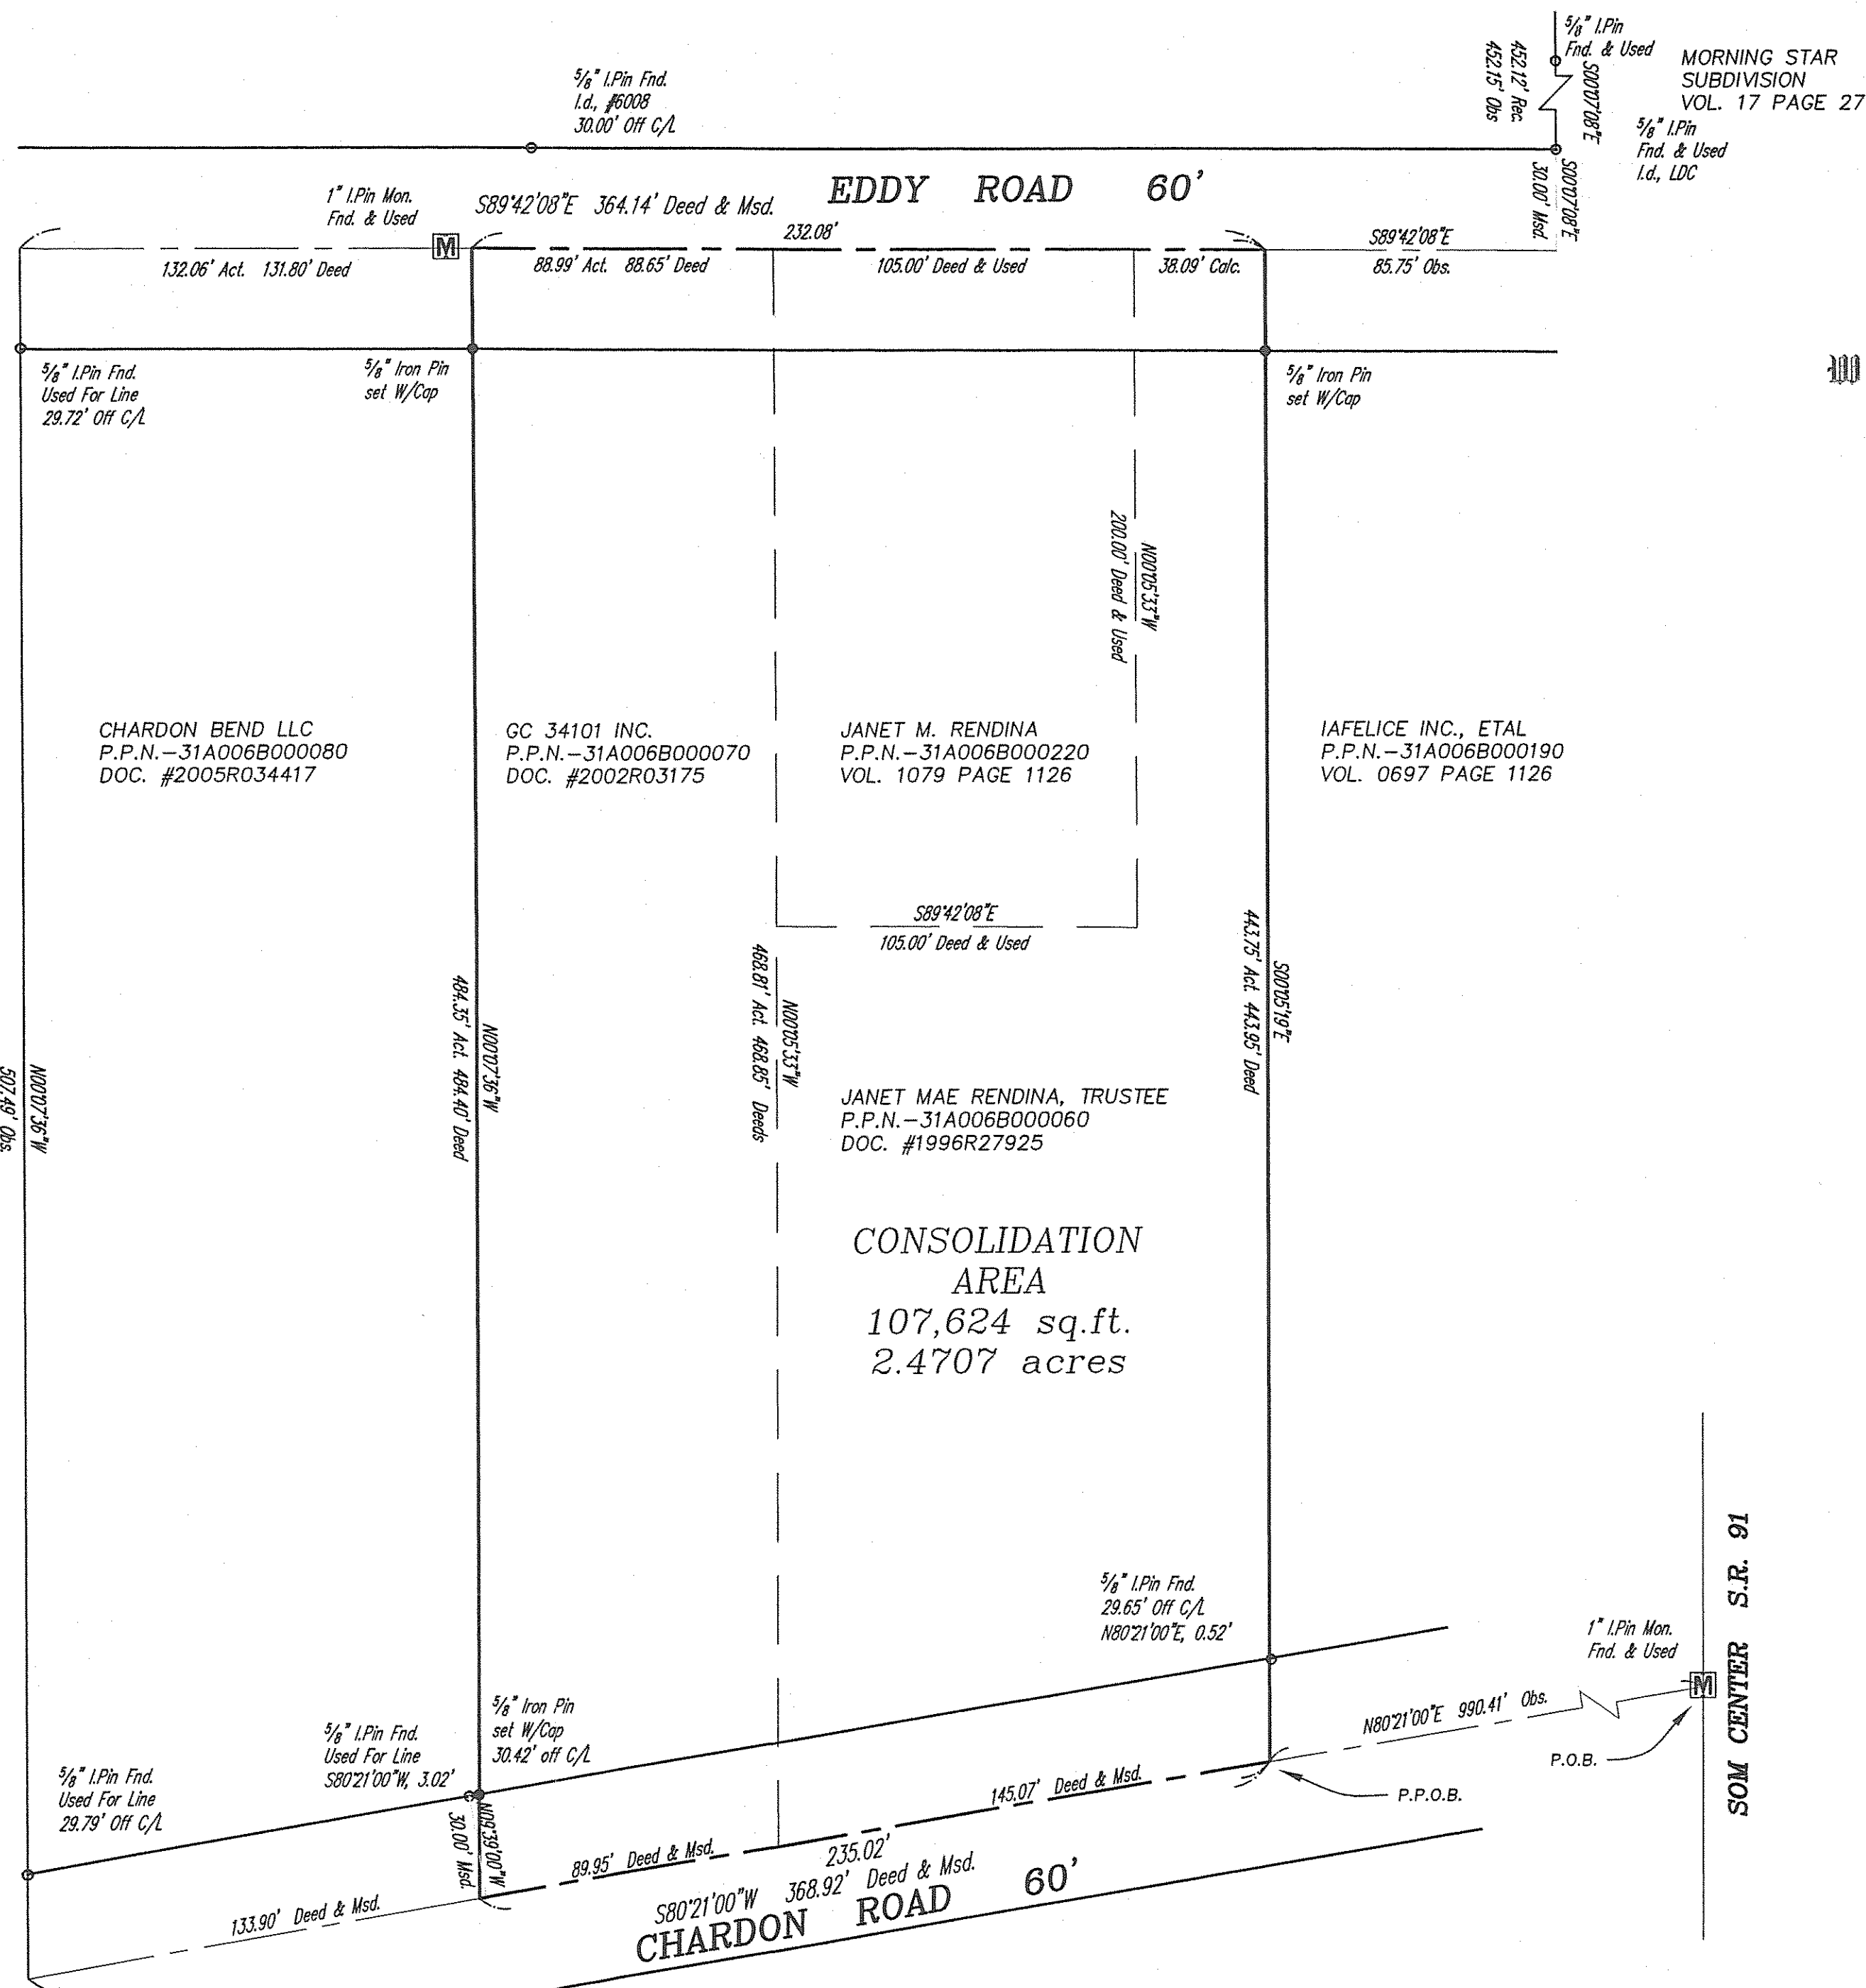 5/8" I.Pin
Fnd. & Used
MORNING STAR
SUBDIVISION
VOL. 17 PAGE 27
452.12' Rec.
452.15' Obs
S00°07'08"E
5/8" I.Pin
Fnd. & Used
I.d., LDC
S00°07'08"E
30.00' Msd.
5/8" I.Pin Fnd.
I.d., #6008
30.00' Off C/L
EDDY ROAD 60'
1" I.Pin Mon.
Fnd. & Used
M
S89°42'08"E 364.14' Deed & Msd.
232.08'
S89°42'08"E
132.06' Act. 131.80' Deed
88.99' Act. 88.65' Deed
105.00' Deed & Used
38.09' Calc.
85.75' Obs.
5/8" I.Pin Fnd.
Used For Line
29.72' Off C/L
5/8" Iron Pin
set W/Cap
5/8" Iron Pin
set W/Cap
N00°05'33"W
200.00' Deed & Used
CHARDON BEND LLC
P.P.N.-31A006B000080
DOC. #2005R034417
GC 34101 INC.
P.P.N.-31A006B000070
DOC. #2002R03175
JANET M. RENDINA
P.P.N.-31A006B000220
VOL. 1079 PAGE 1126
IAFELICE INC., ETAL
P.P.N.-31A006B000190
VOL. 0697 PAGE 1126
S89°42'08"E
105.00' Deed & Used
N00°07'36"W
507.49' Obs.
N00°07'36"W
484.35' Act. 484.40' Deed
N00°05'33"W
468.81' Act. 468.85' Deeds
S00°05'19"E
443.75' Act. 443.95' Deed
JANET MAE RENDINA, TRUSTEE
P.P.N.-31A006B000060
DOC. #1996R27925
CONSOLIDATION
AREA
107,624 sq.ft.
2.4707 acres
5/8" I.Pin Fnd.
29.65' Off C/L
N80°21'00"E, 0.52'
1" I.Pin Mon.
Fnd. & Used
M
SOM CENTER S.R. 91
N80°21'00"E 990.41' Obs.
P.O.B.
P.P.O.B.
5/8" Iron Pin
set W/Cap
30.42' off C/L
5/8" I.Pin Fnd.
Used For Line
S80°21'00"W, 3.02'
5/8" I.Pin Fnd.
Used For Line
29.79' Off C/L
N09°39'00"W
30.00' Msd.
145.07' Deed & Msd.
89.95' Deed & Msd.
235.02'
133.90' Deed & Msd.
S80°21'00"W 368.92' Deed & Msd.
CHARDON ROAD 60'